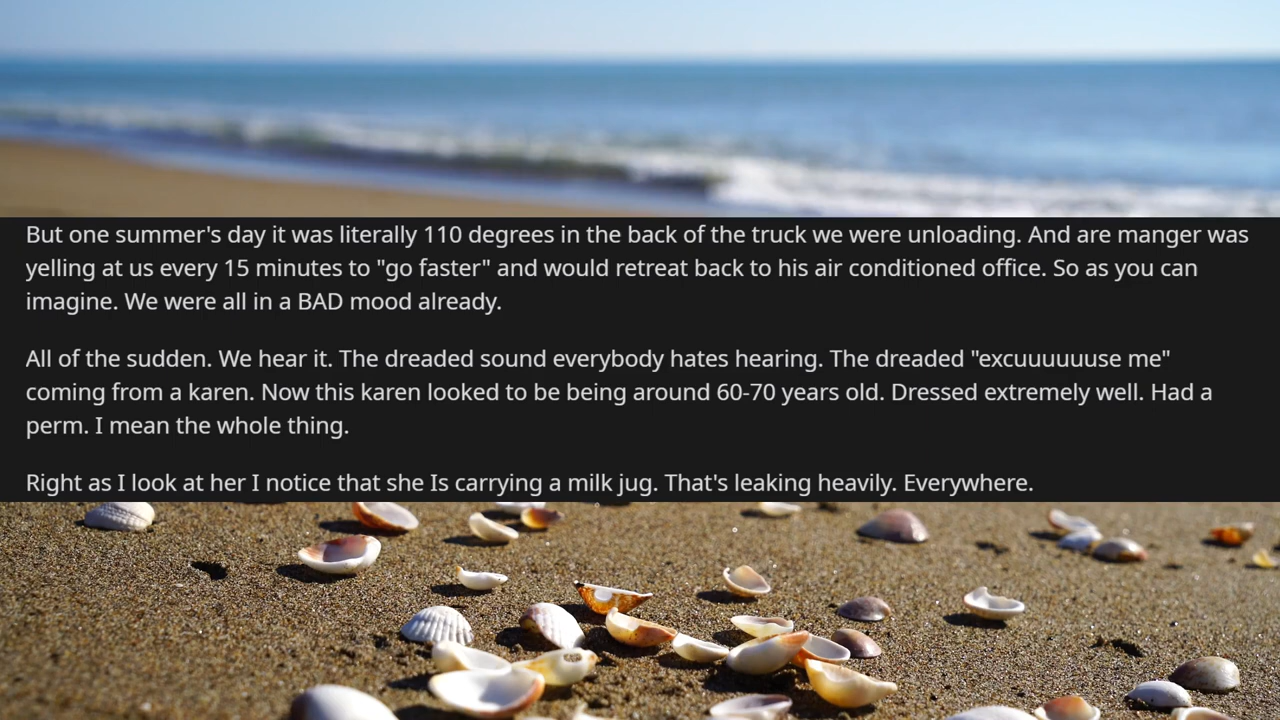 But one summer's day it was literally 110 degrees in the back of the truck we were unloading. And are manger was
yelling at us every 15 minutes to "go faster" and would retreat back to his air conditioned office. So as you can
imagine. We were all in a BAD mood already.
All of the sudden. We hear it. The dreaded sound everybody hates hearing. The dreaded "excuuuuuuse me"
coming from a karen. Now this karen looked to be being around 60-70 years old. Dressed extremely well. Had a
perm. I mean the whole thing.
Right as I look at her I notice that she Is carrying a milk jug. That's leaking heavily. Everywhere.